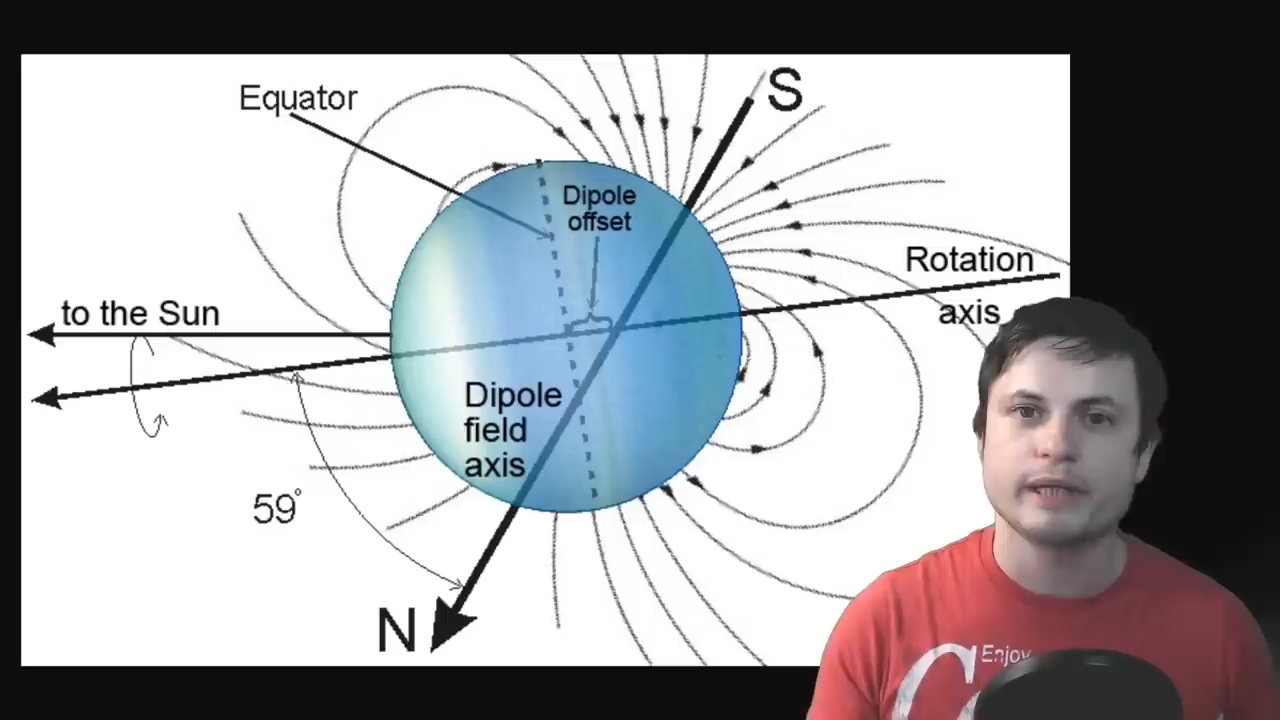 Equator
S
Dipole
offset
Rotation
axis
to the Sun
Dipole
field
axis
59°
N
Enjoy
C